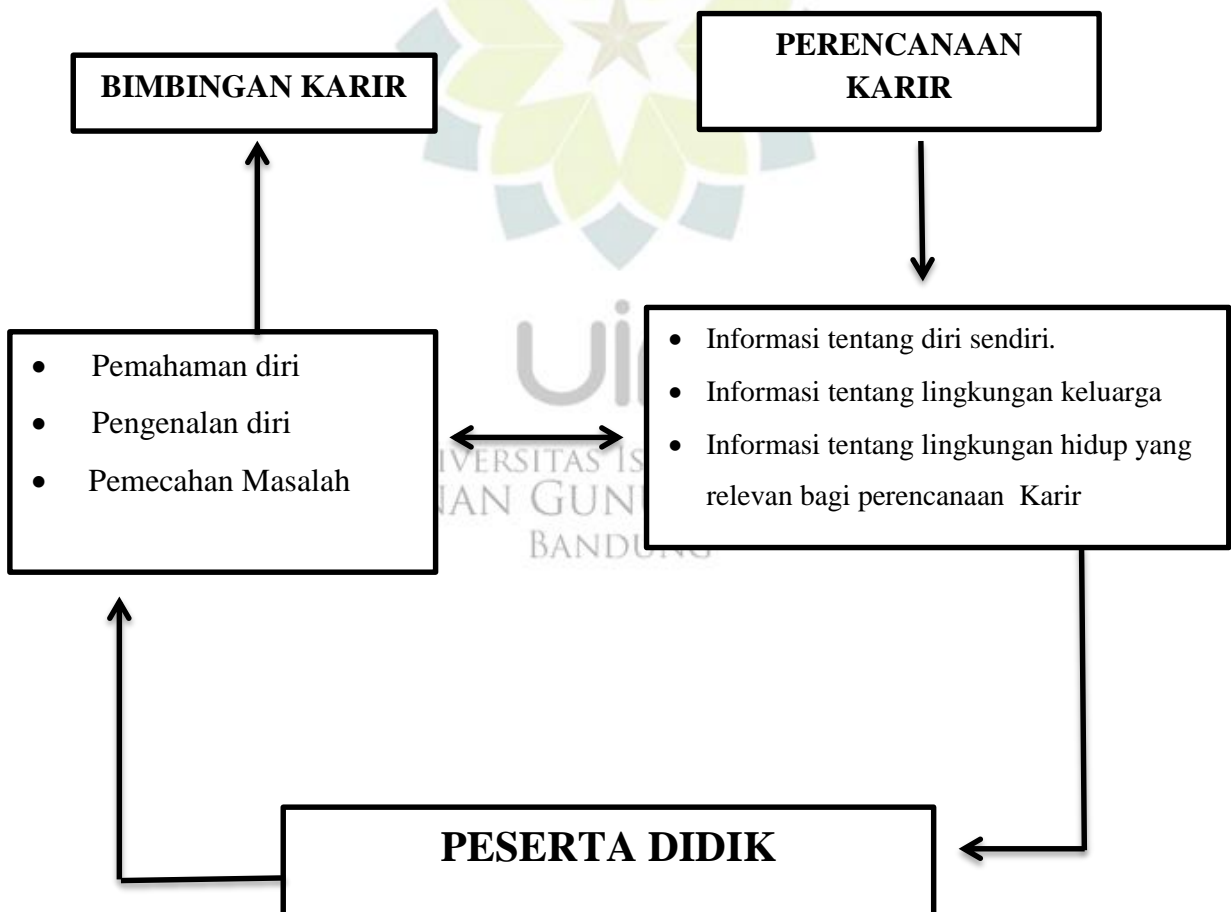 BIMBINGAN KARIR
PERENCANAAN
KARIR
• Pemahaman diri
• Pengenalan diri
• Pemecahan Masalah
• Informasi tentang diri sendiri.
• Informasi tentang lingkungan keluarga
• Informasi tentang lingkungan hidup yang
relevan bagi perencanaan Karir
BANDUNG
PESERTA DIDIK